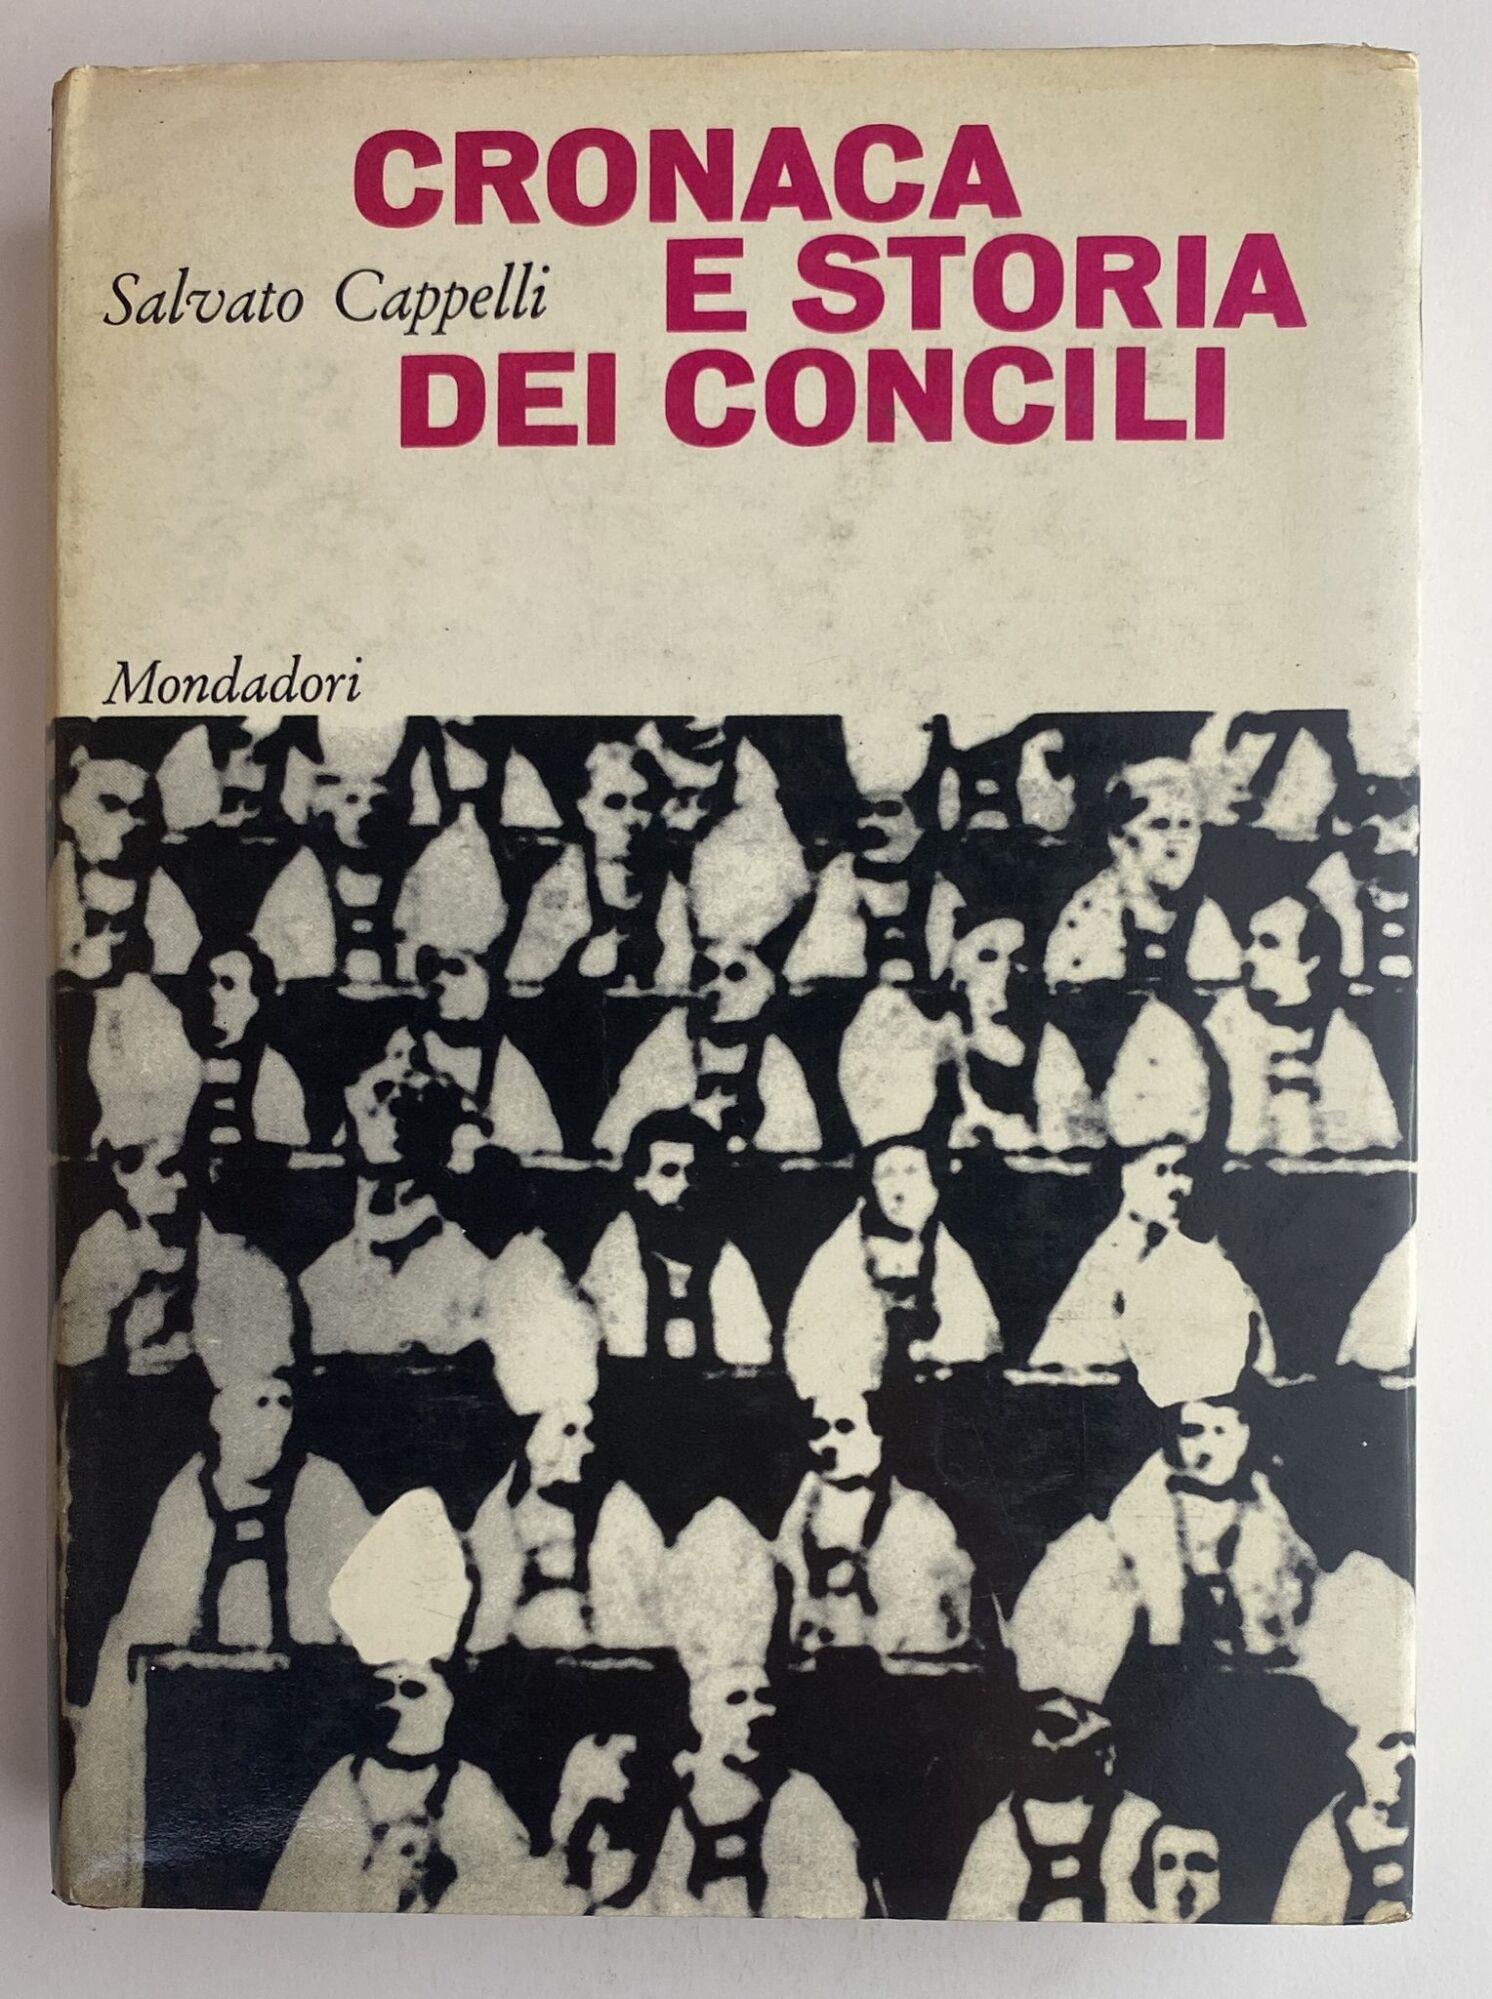 CRONACA
E STORIA
Salvato Cappelli
DEI CONCILI
Mondadori